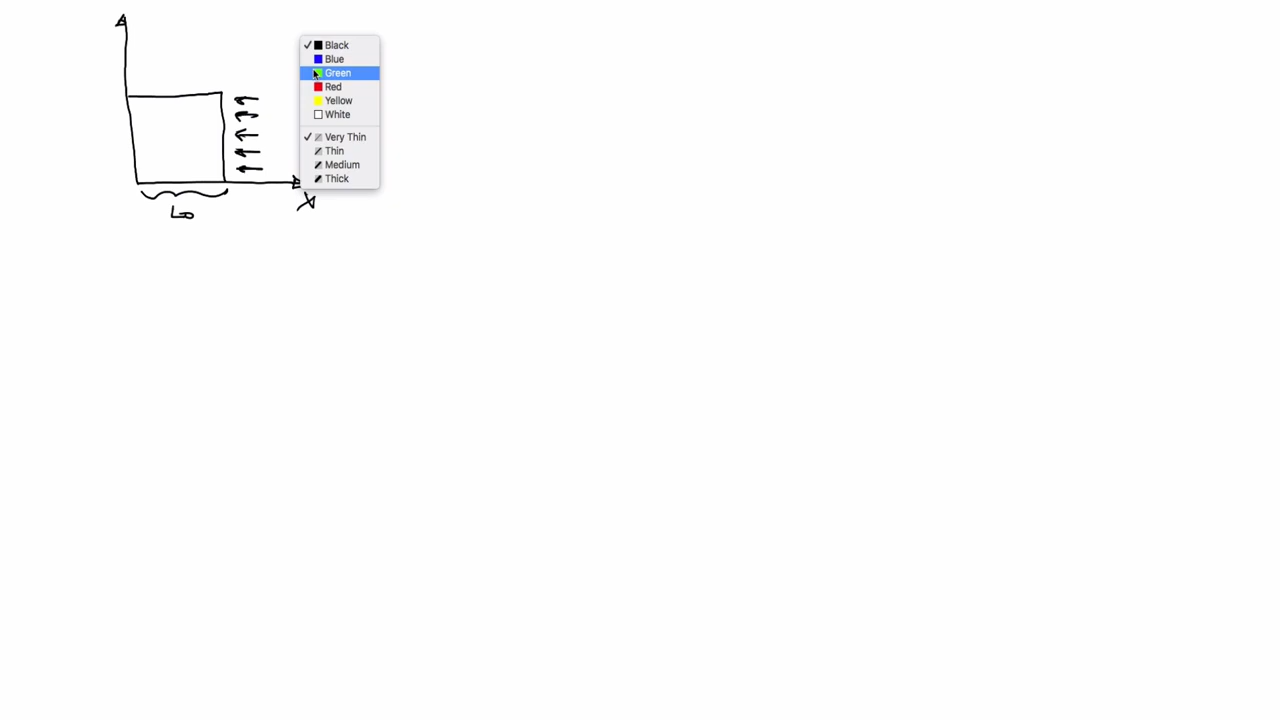 Black
Blue
Green
Red
Yellow
White
Very Thin
Thin
Medium
Thick
X
L0